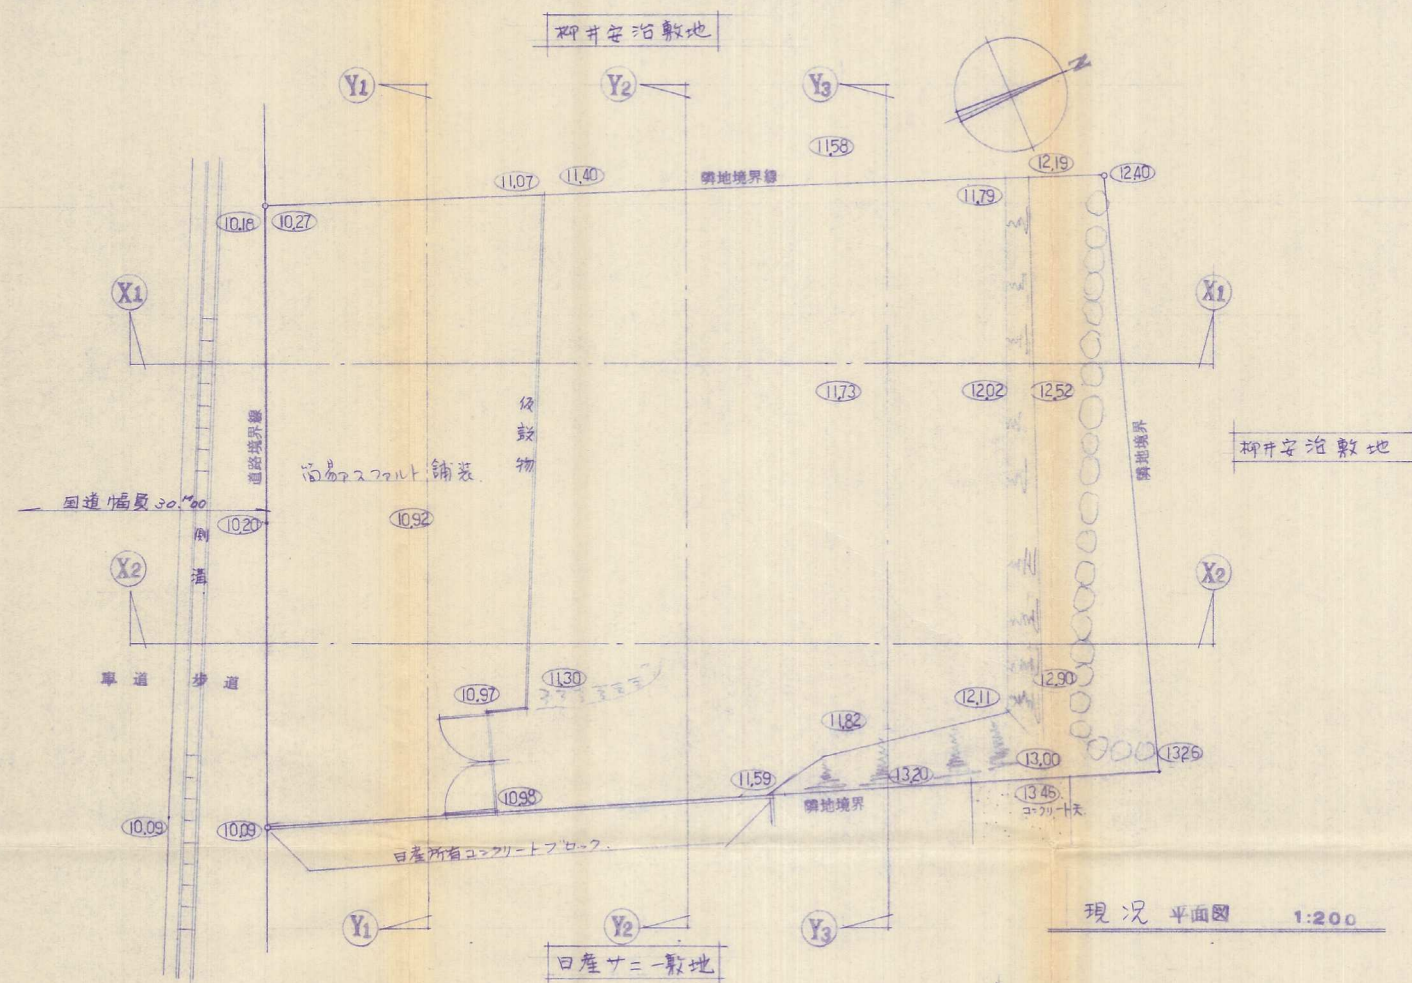 柳井安治敷地
Y1
Y2
Y3
N
11.58
12.19
12.40
11.07
11.40
隣地境界線
11.79
10.18
10.27
X1
X1
11.73
12.02
12.52
道路境界線
仮設物
隣地境界
柳井安治敷地
簡易アスファルト舗装
国道幅員 30.ᴹ00
10.20
10.92
側溝
X2
X2
車道
歩道
10.97
11.30
12.90
12.11
11.82
13.26
13.00
13.20
11.59
10.98
隣地境界
13.46
コンクリート天
10.09
10.09
日産所有コンクリートブロック.
Y1
Y2
Y3
現況 平面図 1:200
日産サニー敷地